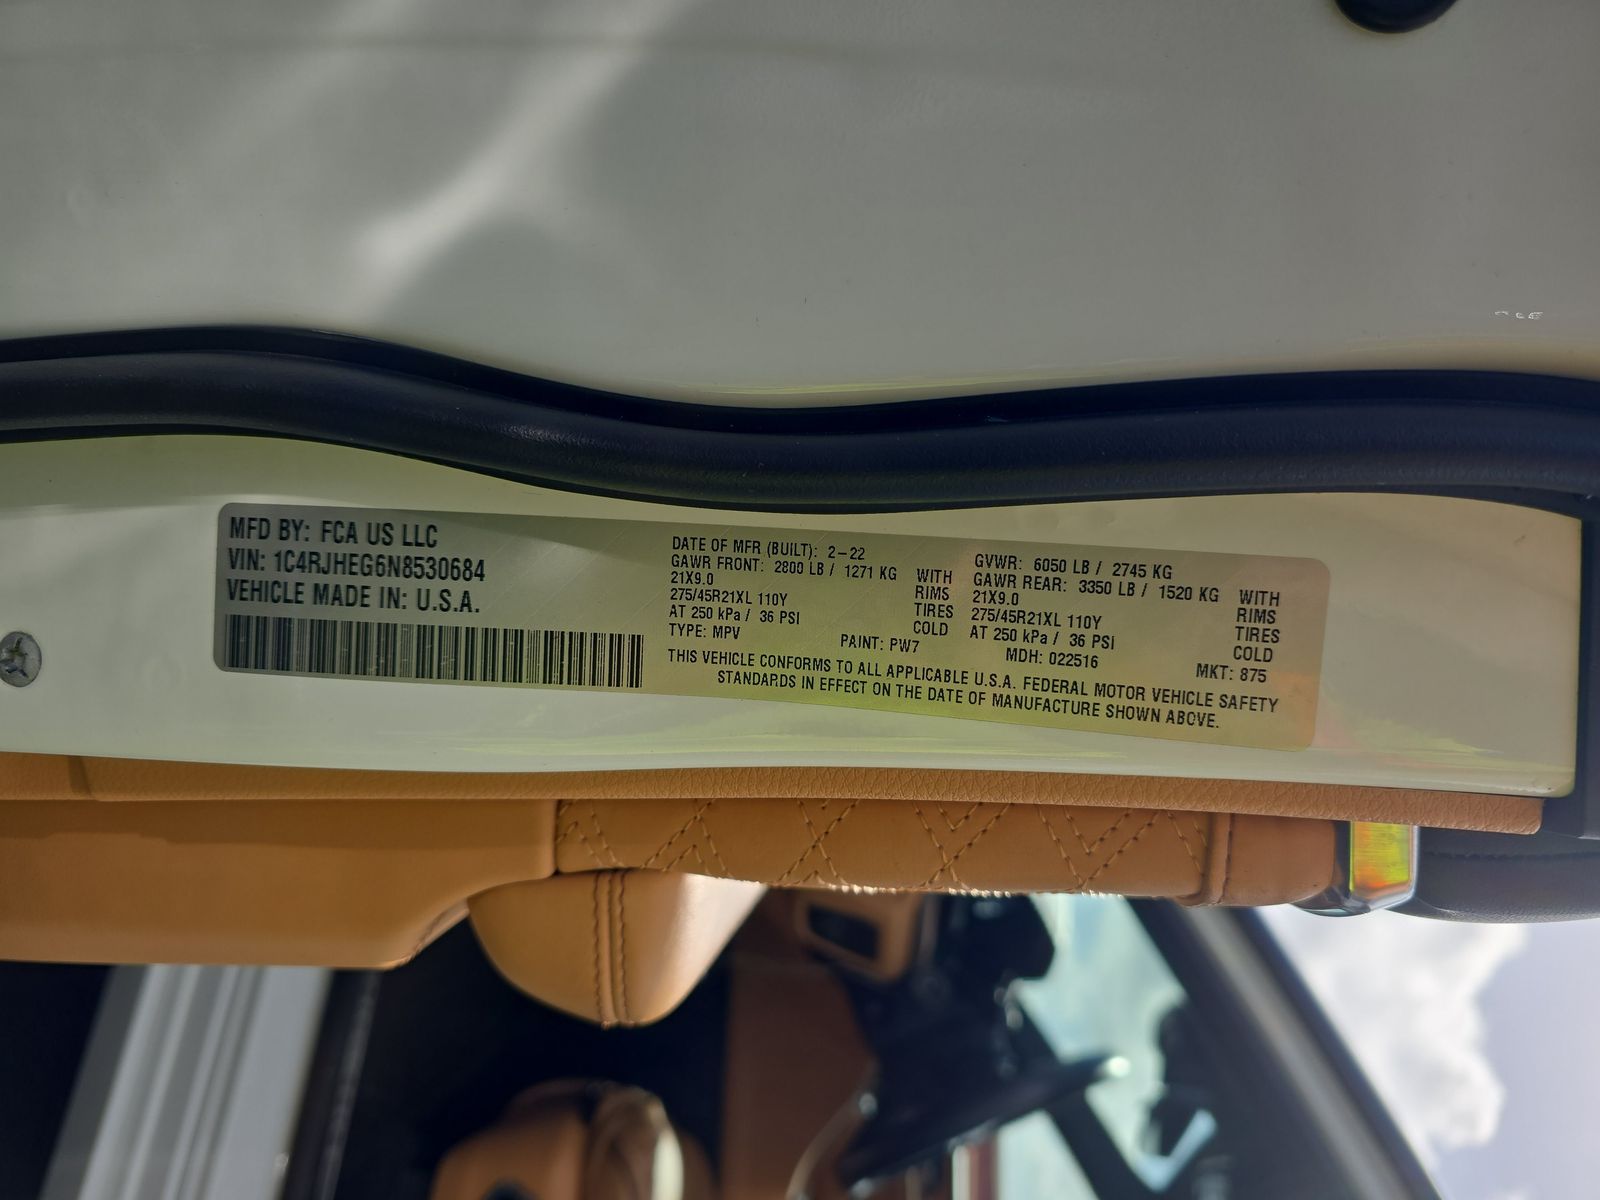 MFD BY: FCA US LLC
VIN: 1C4RJHEG6N8530684
VEHICLE MADE IN: U.S.A.
DATE OF MFR (BUILT): 2-22
GAWR FRONT: 2800 LB / 1271 KG WITH
21X9.0 RIMS
275/45R21XL 110Y TIRES
AT 250 kPa / 36 PSI COLD
TYPE: MPV
PAINT: PW7
GVWR: 6050 LB / 2745 KG
GAWR REAR: 3350 LB / 1520 KG WITH
21X9.0 RIMS
275/45R21XL 110Y TIRES
AT 250 kPa / 36 PSI COLD
MDH: 022516
MKT: 875
THIS VEHICLE CONFORMS TO ALL APPLICABLE U.S.A. FEDERAL MOTOR VEHICLE SAFETY
STANDARDS IN EFFECT ON THE DATE OF MANUFACTURE SHOWN ABOVE.